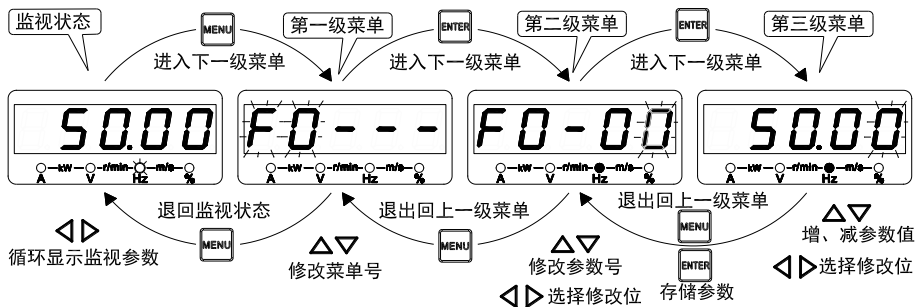 监视状态
MENU
第一级菜单
ENTER
第二级菜单
ENTER
第三级菜单
进入下一级菜单
进入下一级菜单
进入下一级菜单
50.00
F0---
F0-00
50.00
A kW V r/min Hz m/s %
A kW V r/min Hz m/s %
A kW V r/min Hz m/s %
A kW V r/min Hz m/s %
退回监视状态
退出回上一级菜单
退出回上一级菜单
MENU
MENU
MENU
ENTER
循环显示监视参数
修改菜单号
修改参数号
选择修改位
存储参数
增、减参数值
选择修改位